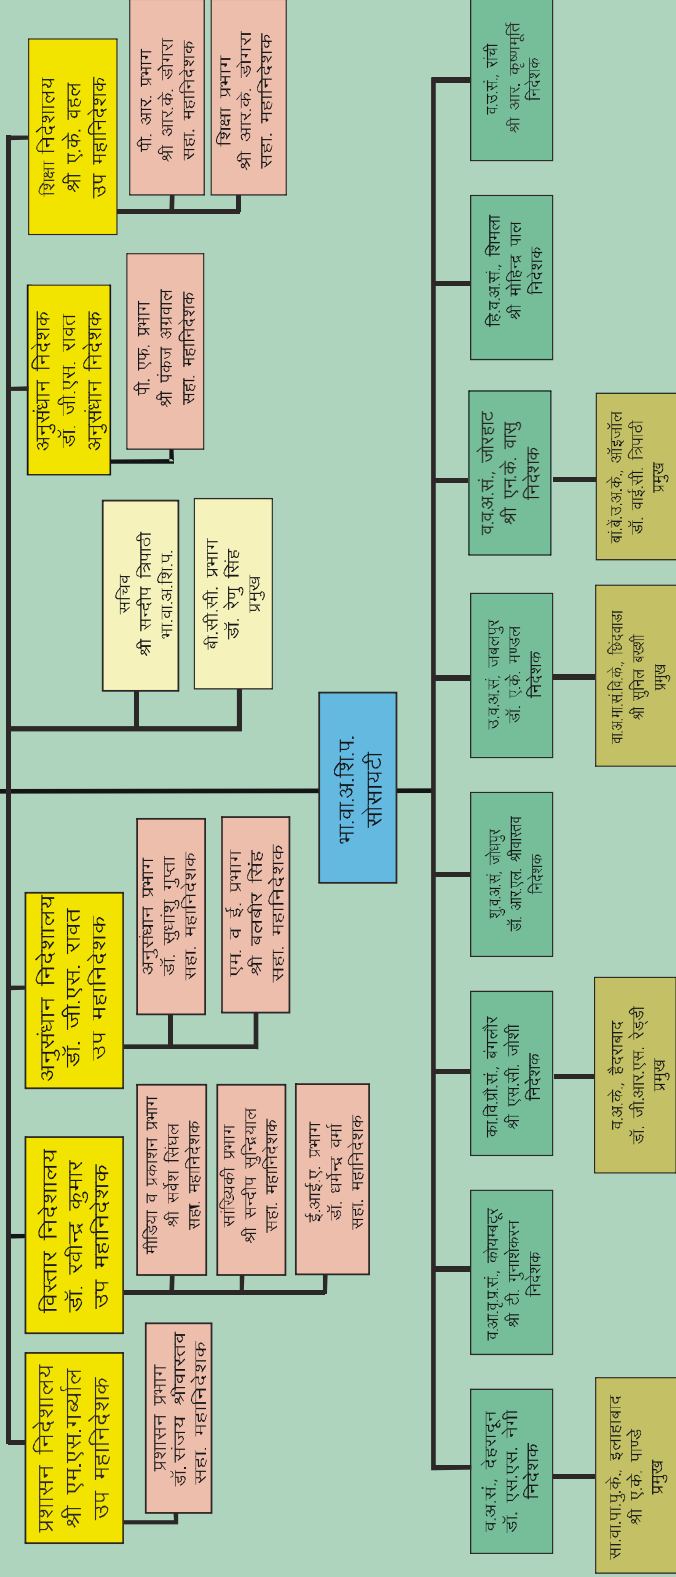 प्रशासन निदेशालय
श्री एम.एस.गर्ब्याल
उप महानिदेशक
प्रशासन प्रभाग
डॉ. संजय श्रीवास्तव
सहा. महानिदेशक
विस्तार निदेशालय
डॉ. रवीन्द्र कुमार
उप महानिदेशक
मीडिया व प्रकाशन प्रभाग
श्री सर्वेश सिंघल
सहा. महानिदेशक
सांख्यिकी प्रभाग
श्री सन्दीप सुन्द्रियाल
सहा. महानिदेशक
ई.आई.ए. प्रभाग
डॉ. धर्मेन्द्र वर्मा
सहा. महानिदेशक
अनुसंधान निदेशालय
डॉ. जी.एस. रावत
उप महानिदेशक
अनुसंधान प्रभाग
डॉ. सुधांशु गुप्ता
सहा. महानिदेशक
एम. व ई. प्रभाग
श्री बलबीर सिंह
सहा. महानिदेशक
सचिव
श्री सन्दीप त्रिपाठी
भा.वा.अ.शि.प.
बी.सी.सी. प्रभाग
डॉ. रेणु सिंह
प्रमुख
अनुसंधान निदेशक
डॉ. जी.एस. रावत
अनुसंधान निदेशक
पी. एफ. प्रभाग
श्री पंकज अग्रवाल
सहा. महानिदेशक
शिक्षा निदेशालय
श्री ए.के. वहल
उप महानिदेशक
पी. आर. प्रभाग
श्री आर.के. डोगरा
सहा. महानिदेशक
शिक्षा प्रभाग
श्री आर.के. डोगरा
सहा. महानिदेशक
भा.वा.अ.शि.प.
सोसायटी
व.अ.सं., देहरादून
डॉ. एस.एस. नेगी
निदेशक
व.आ.वृ.प्र.सं., कोयम्बटूर
श्री टी. गुनाशेकरन
निदेशक
का.वि.प्रौ.सं., बंगलौर
श्री एस.सी. जोशी
निदेशक
शु.व.अ.सं, जोधपुर
डॉ. आर.एल. श्रीवास्तव
निदेशक
उ.व.अ.सं, जबलपुर
डॉ. ए.के. मण्डल
निदेशक
व.व.अ.सं., जोरहाट
श्री एन.के. वासु
निदेशक
हि.व.अ.सं., शिमला
श्री मोहिन्द्र पाल
निदेशक
व.उ.सं., रांची
श्री आर. कृष्णमूर्ति
निदेशक
सा.वा.पा.पु.के., इलाहाबाद
श्री ए.के. पाण्डे
प्रमुख
व.अ.के., हैदराबाद
डॉ. जी.आर.एस. रेड्डी
प्रमुख
वा.अ.मा.सं.वि.के., छिंदवाडा
श्री सुनिल बख्शी
प्रमुख
बां.बें.उ.अ.के., ऑइजॉल
डॉ. वाई.सी. त्रिपाठी
प्रमुख